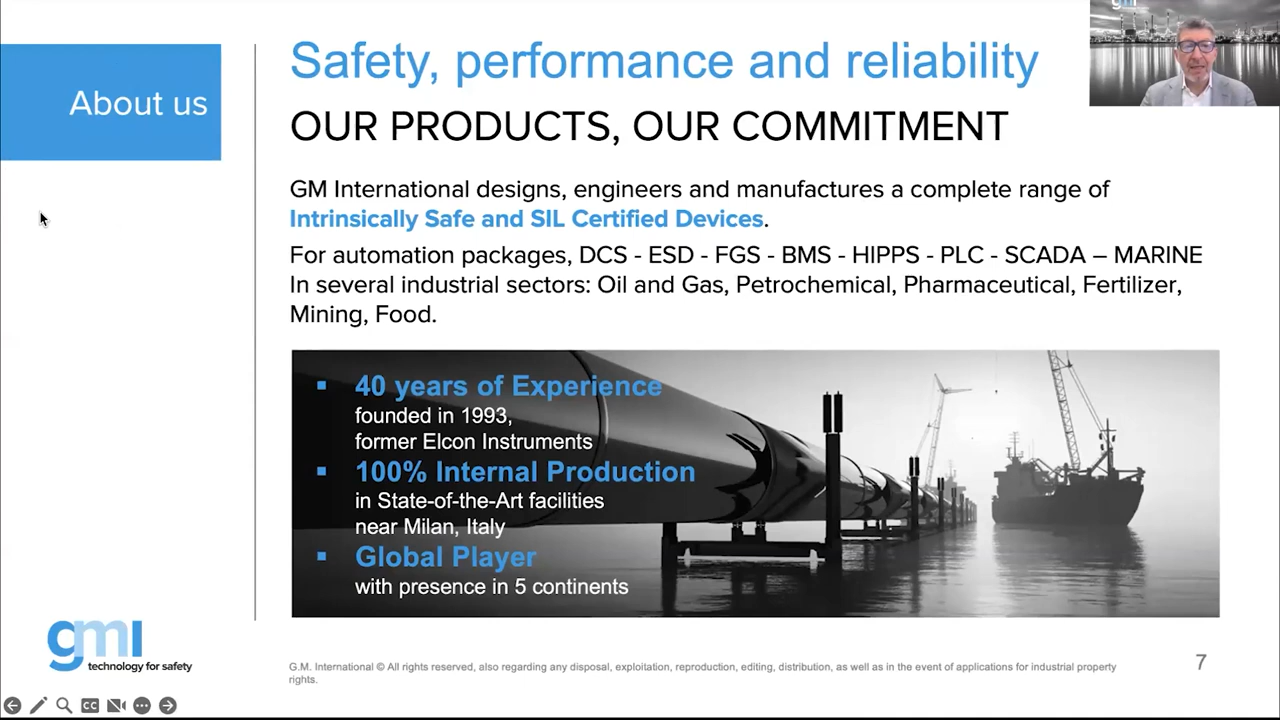 gmi
Safety, performance and reliability
About us
OUR PRODUCTS, OUR COMMITMENT
GM International designs, engineers and manufactures a complete range of
Intrinsically Safe and SIL Certified Devices.
For automation packages, DCS - ESD - FGS - BMS - HIPPS - PLC - SCADA – MARINE
In several industrial sectors: Oil and Gas, Petrochemical, Pharmaceutical, Fertilizer,
Mining, Food.
▪ 40 years of Experience
founded in 1993,
former Elcon Instruments
▪ 100% Internal Production
in State-of-the-Art facilities
near Milan, Italy
▪ Global Player
with presence in 5 continents
gmi
technology for safety
G.M. International © All rights reserved, also regarding any disposal, exploitation, reproduction, editing, distribution, as well as in the event of applications for industrial property
rights.
7
CC